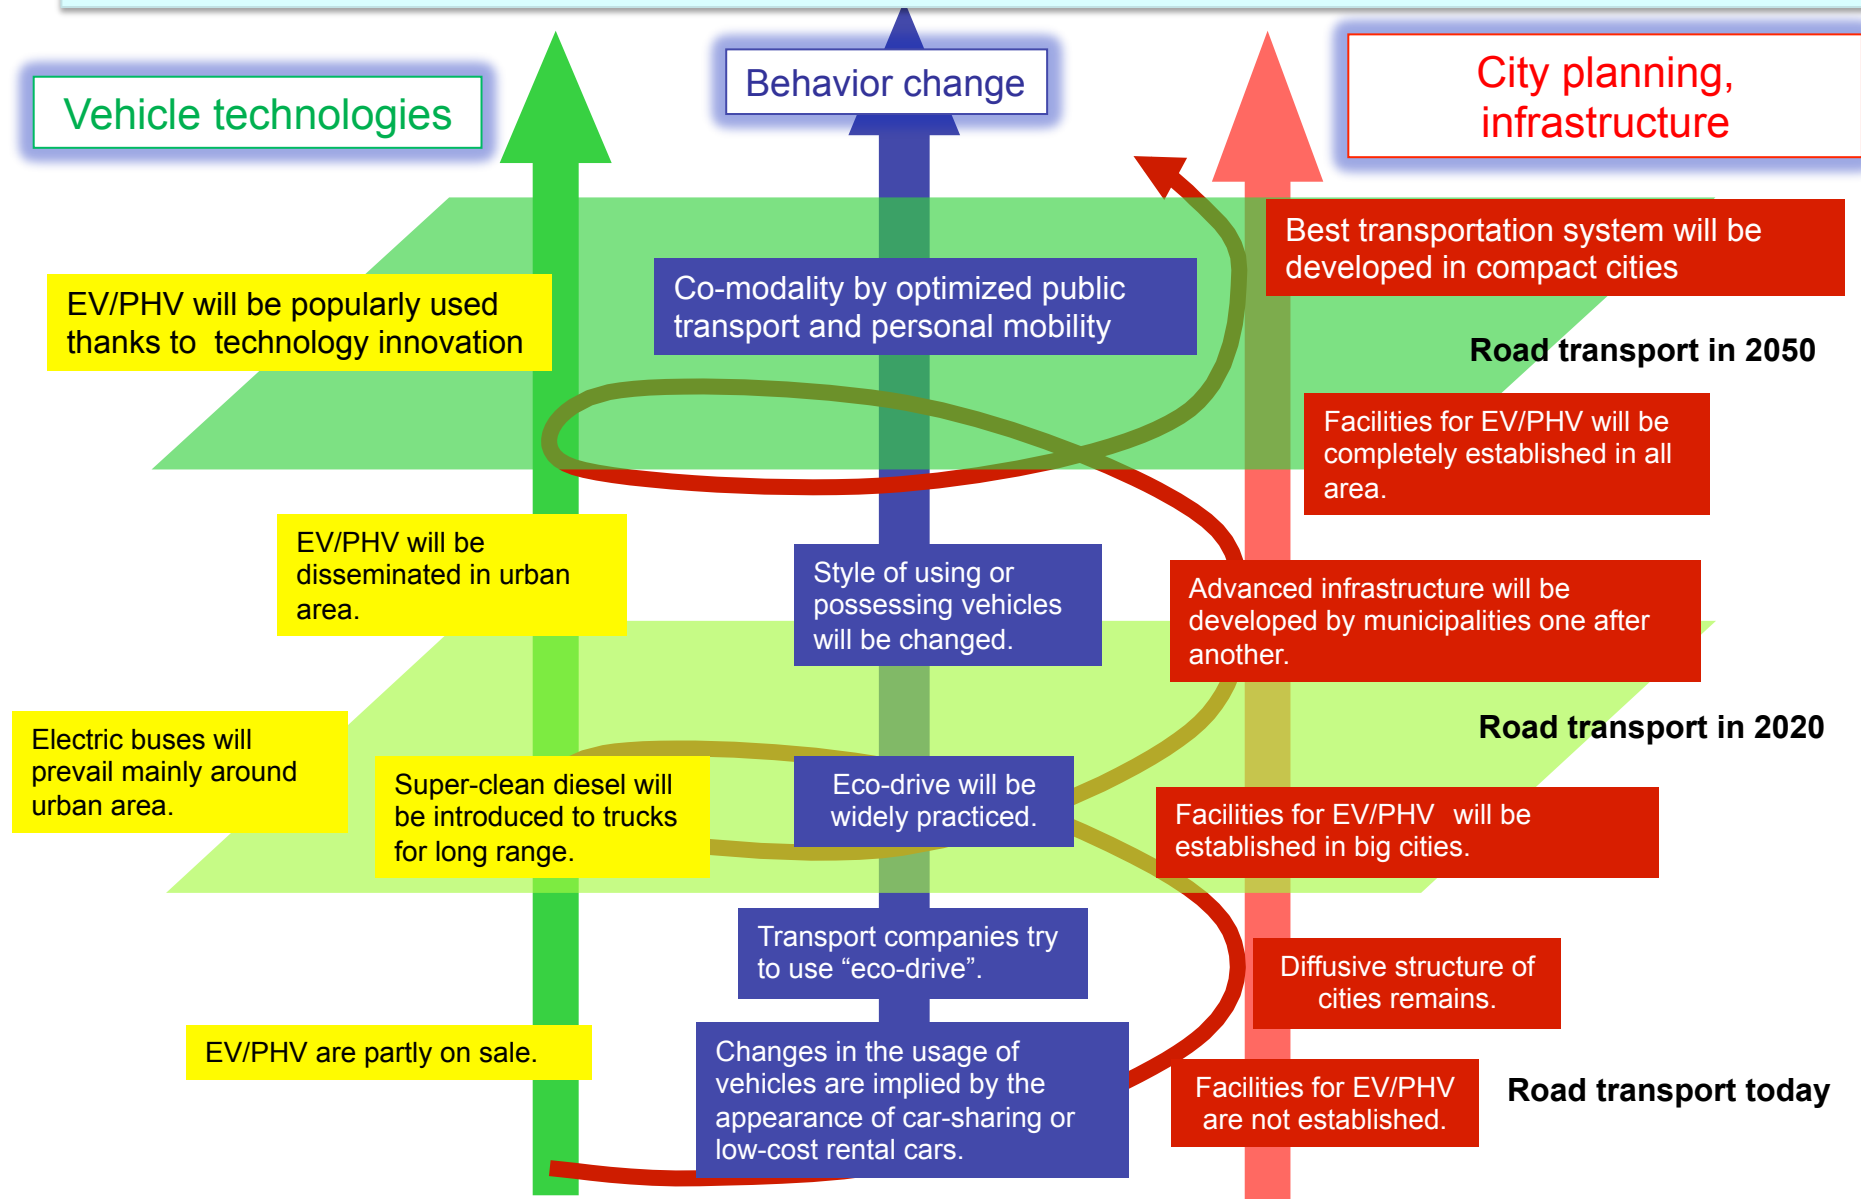 Vehicle technologies
Behavior change
City planning,
infrastructure
Best transportation system will be
developed in compact cities
EV/PHV will be popularly used
thanks to  technology innovation
Co-modality by optimized public
transport and personal mobility
Road transport in 2050
Facilities for EV/PHV will be
completely established in all
area.
EV/PHV will be
disseminated in urban
area.
Style of using or
possessing vehicles
will be changed.
Advanced infrastructure will be
developed by municipalities one after
another.
Road transport in 2020
Electric buses will
prevail mainly around
urban area.
Super-clean diesel will
be introduced to trucks
for long range.
Eco-drive will be
widely practiced.
Facilities for EV/PHV  will be
established in big cities.
Transport companies try
to use “eco-drive”.
Diffusive structure of
cities remains.
EV/PHV are partly on sale.
Changes in the usage of
vehicles are implied by the
appearance of car-sharing or
low-cost rental cars.
Facilities for EV/PHV
are not established.
Road transport today